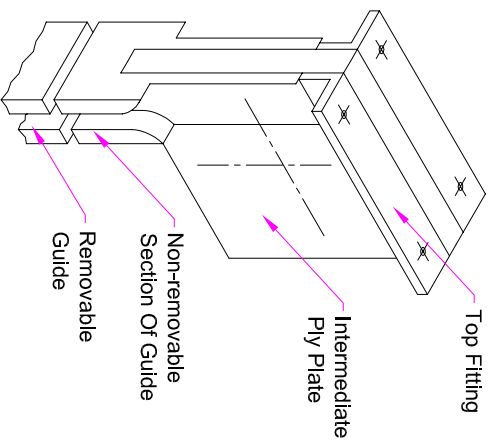 Top Fitting
Intermediate
Ply Plate
Non-removable
Section Of Guide
Removable
Guide